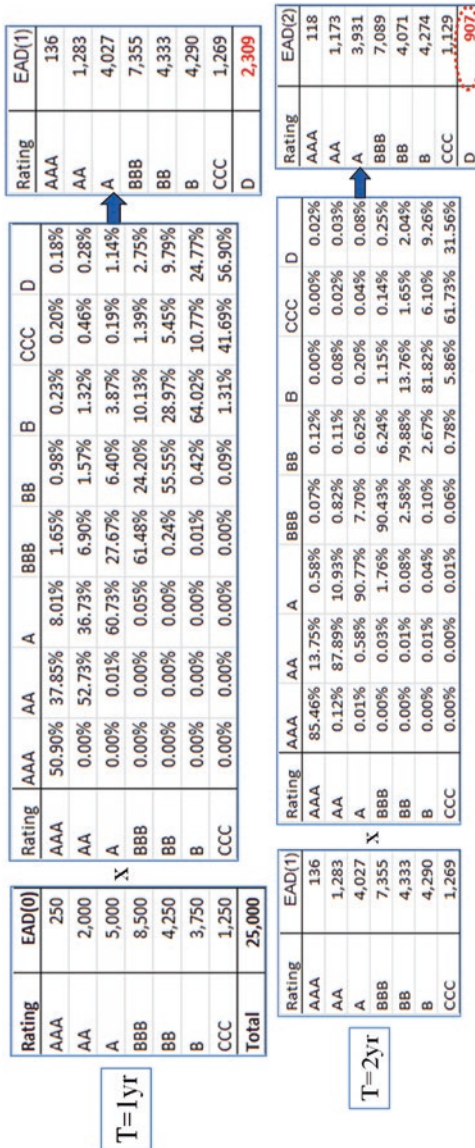 T=1yr
Rating EAD(0)
AAA 250
AA 2,000
A 5,000
BBB 8,500
BB 4,250
B 3,750
CCC 1,250
Total 25,000
x
Rating AAA AA A BBB BB B CCC D
AAA 50.90% 37.85% 8.01% 1.65% 0.98% 0.23% 0.20% 0.18%
AA 0.00% 52.73% 36.73% 6.90% 1.57% 1.32% 0.46% 0.28%
A 0.00% 0.01% 60.73% 27.67% 6.40% 3.87% 0.19% 1.14%
BBB 0.00% 0.00% 0.05% 61.48% 24.20% 10.13% 1.39% 2.75%
BB 0.00% 0.00% 0.00% 0.24% 55.55% 28.97% 5.45% 9.79%
B 0.00% 0.00% 0.00% 0.01% 0.42% 64.02% 10.77% 24.77%
CCC 0.00% 0.00% 0.00% 0.00% 0.09% 1.31% 41.69% 56.90%
Rating EAD(1)
AAA 136
AA 1,283
A 4,027
BBB 7,355
BB 4,333
B 4,290
CCC 1,269
D 2,309
T=2yr
Rating EAD(1)
AAA 136
AA 1,283
A 4,027
BBB 7,355
BB 4,333
B 4,290
CCC 1,269
x
Rating AAA AA A BBB BB B CCC D
AAA 85.46% 13.75% 0.58% 0.07% 0.12% 0.00% 0.00% 0.02%
AA 0.12% 87.89% 10.93% 0.82% 0.11% 0.08% 0.02% 0.03%
A 0.01% 0.58% 90.77% 7.70% 0.62% 0.20% 0.04% 0.08%
BBB 0.00% 0.03% 1.76% 90.43% 6.24% 1.15% 0.14% 0.25%
BB 0.00% 0.01% 0.08% 2.58% 79.88% 13.76% 1.65% 2.04%
B 0.00% 0.01% 0.04% 0.10% 2.67% 81.82% 6.10% 9.26%
CCC 0.00% 0.00% 0.01% 0.06% 0.78% 5.86% 61.73% 31.56%
Rating EAD(2)
AAA 118
AA 1,173
A 3,931
BBB 7,089
BB 4,071
B 4,274
CCC 1,129
D 907